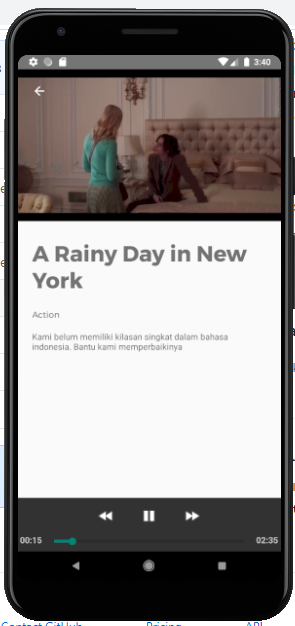 3:40
A Rainy Day in New
York
Action
Kami belum memiliki kilasan singkat dalam bahasa
indonesia. Bantu kami memperbaikinya
00:15
02:35
Contact GitHub Pricing API